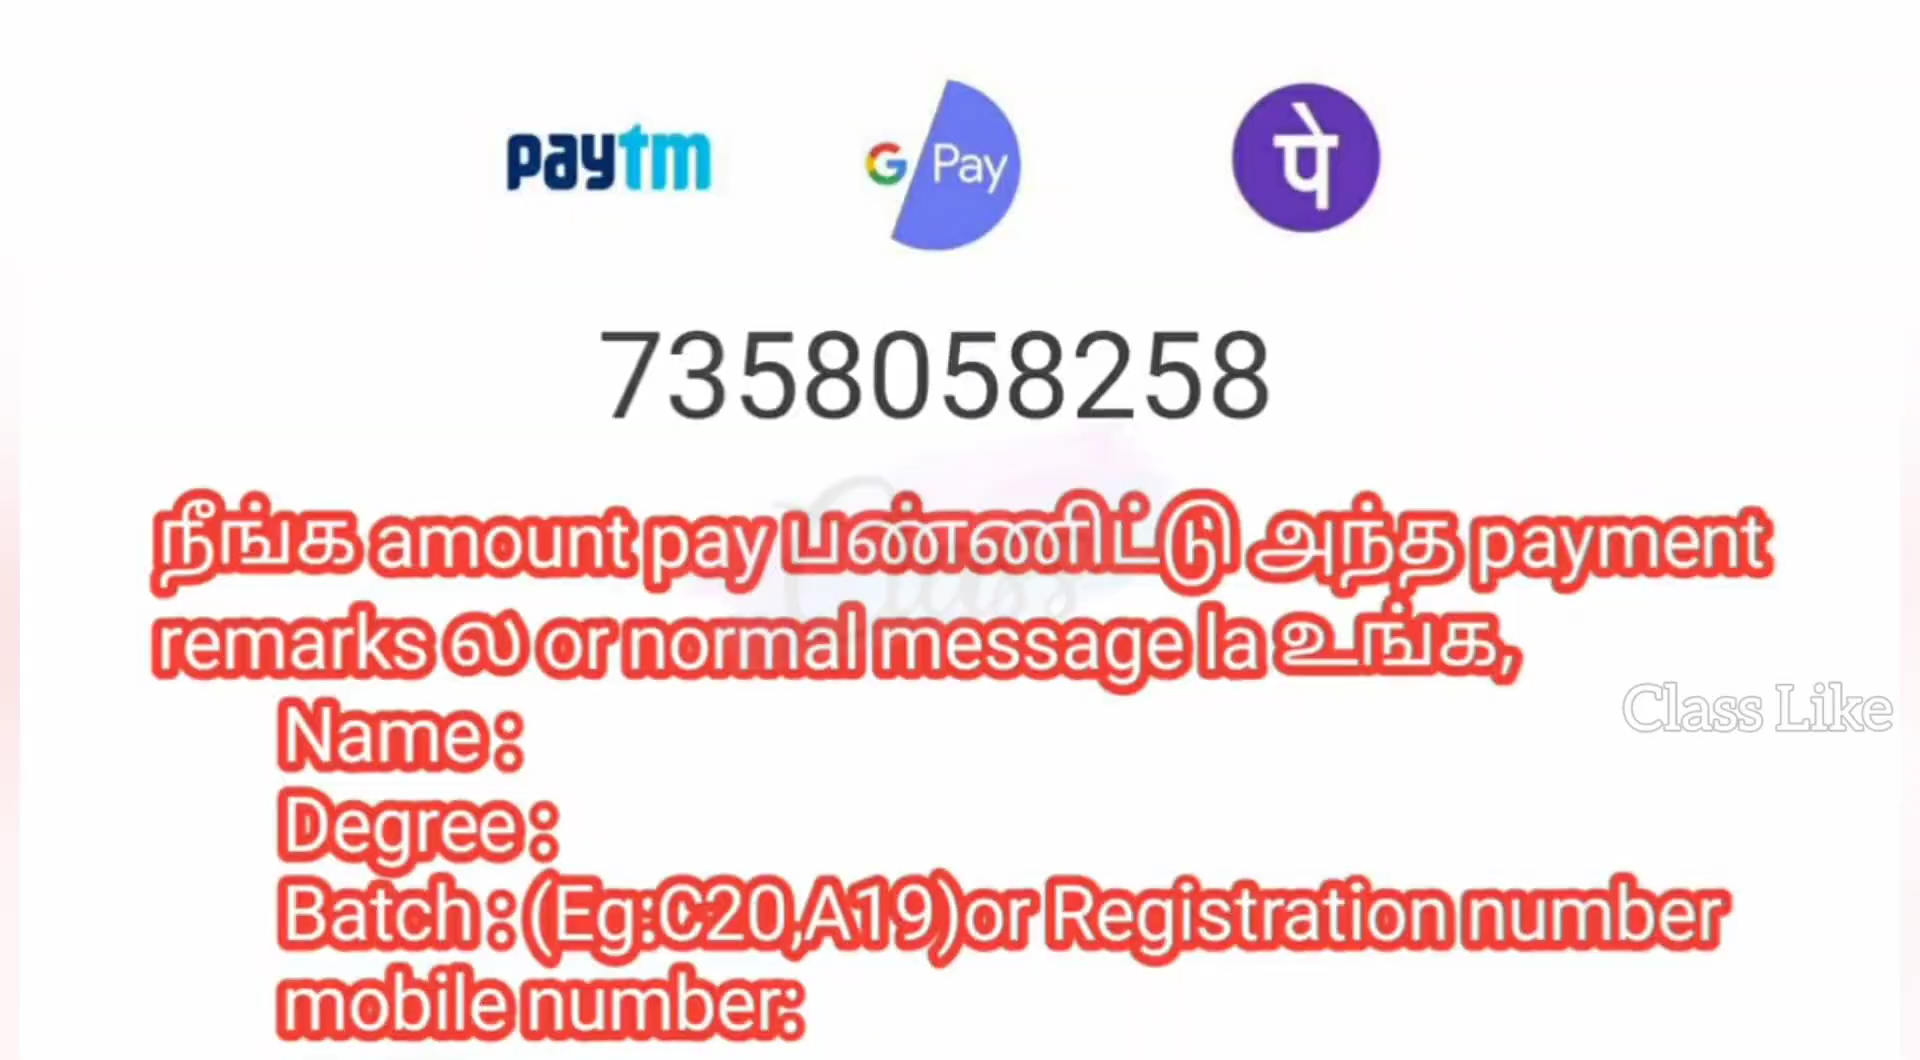 paytm G Pay पे
7358058258
நீங்க amount pay பண்ணிட்டு அந்த payment
remarks ல or normal message la உங்க,
Class Like
Name:
Degree:
Batch:(Eg:C20,A19)or Registration number
mobile number:
Class